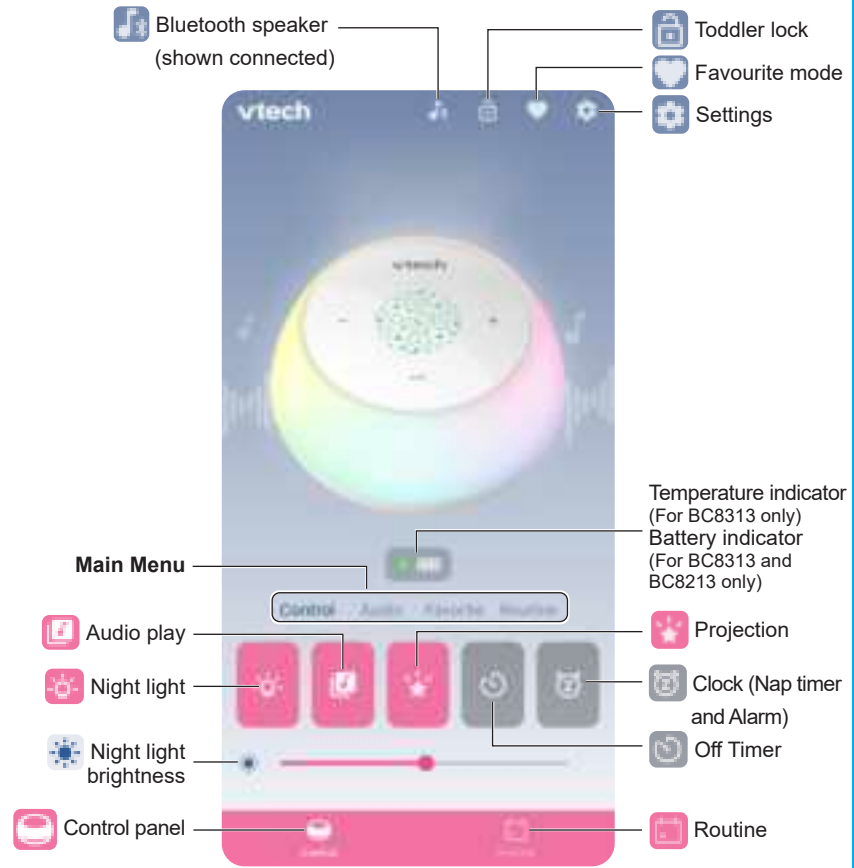 Bluetooth speaker
(shown connected)
Toddler lock
Favourite mode
Settings
vtech
vtech
Temperature indicator
(For BC8313 only)
Battery indicator
(For BC8313 and
BC8213 only)
Main Menu
Control Audio Favorite Routine
Audio play
Projection
Night light
Clock (Nap timer
and Alarm)
Off Timer
Night light
brightness
Control panel
Routine